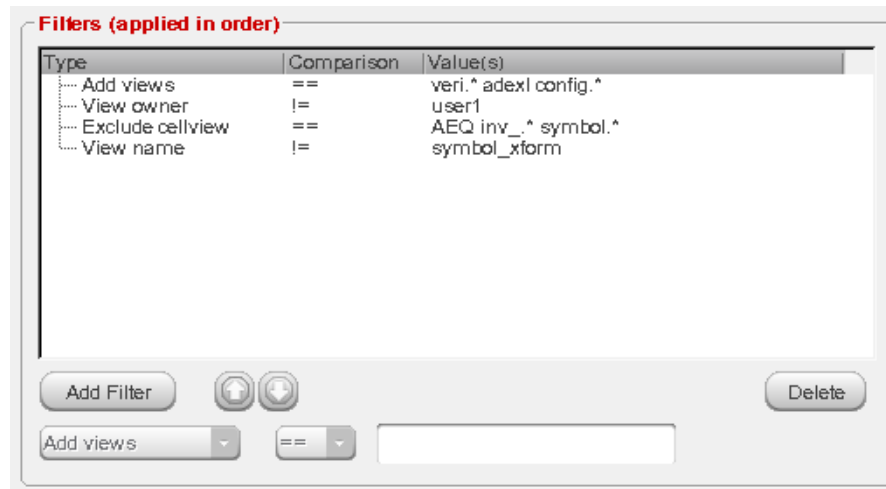 Filters (applied in order)
Type Comparison Value(s)
Add views == veri.* adexl config.*
View owner != user1
Exclude cellview == AEQ inv_.* symbol.*
View name != symbol_xform
Add Filter Delete
Add views ==